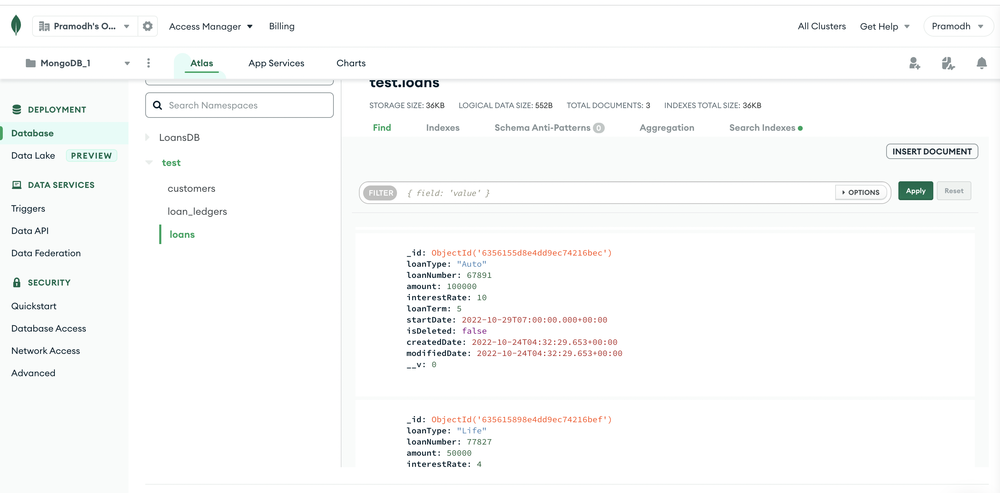 Pramodh's O...
Access Manager
Billing
All Clusters
Get Help
Pramodh
MongoDB_1
Atlas
App Services
Charts
DEPLOYMENT
Database
Data Lake
PREVIEW
DATA SERVICES
Triggers
Data API
Data Federation
SECURITY
Quickstart
Database Access
Network Access
Advanced
Search Namespaces
LoansDB
test
customers
loan_ledgers
loans
test.loans
STORAGE SIZE: 36KB LOGICAL DATA SIZE: 552B TOTAL DOCUMENTS: 3 INDEXES TOTAL SIZE: 36KB
Find Indexes Schema Anti-Patterns 0 Aggregation Search Indexes
INSERT DOCUMENT
FILTER { field: 'value' } OPTIONS Apply Reset
_id: ObjectId('6356155d8e4dd9ec74216bec')
loanType: "Auto"
loanNumber: 67891
amount: 100000
interestRate: 10
loanTerm: 5
startDate: 2022-10-29T07:00:00.000+00:00
isDeleted: false
createdDate: 2022-10-24T04:32:29.653+00:00
modifiedDate: 2022-10-24T04:32:29.653+00:00
__v: 0
_id: ObjectId('635615898e4dd9ec74216bef')
loanType: "Life"
loanNumber: 77827
amount: 50000
interestRate: 4